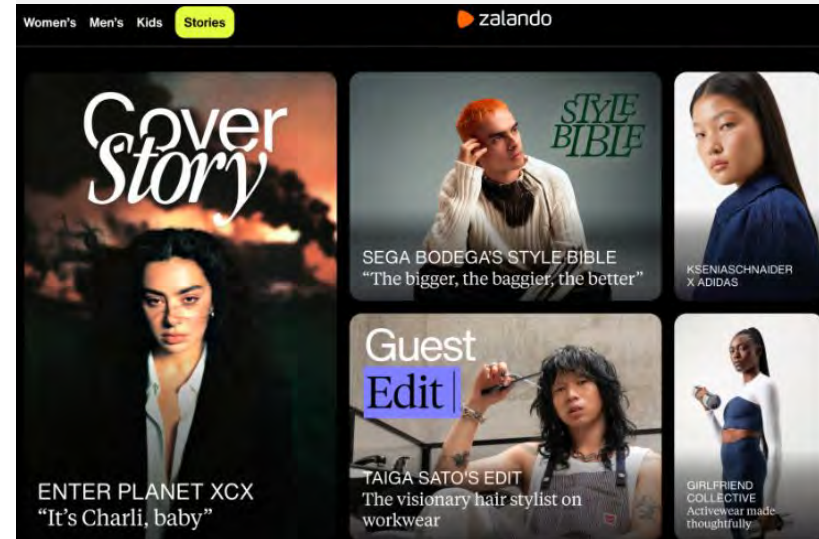 Women's Men's Kids Stories
zalando
Cover
Story
ENTER PLANET XCX
“It’s Charli, baby”
STYLE
BIBLE
SEGA BODEGA'S STYLE BIBLE
“The bigger, the baggier, the better”
KSENIASCHNAIDER
X ADIDAS
Guest
Edit
TAIGA SATO'S EDIT
The visionary hair stylist on
workwear
GIRLFRIEND
COLLECTIVE
Activewear made
thoughtfully